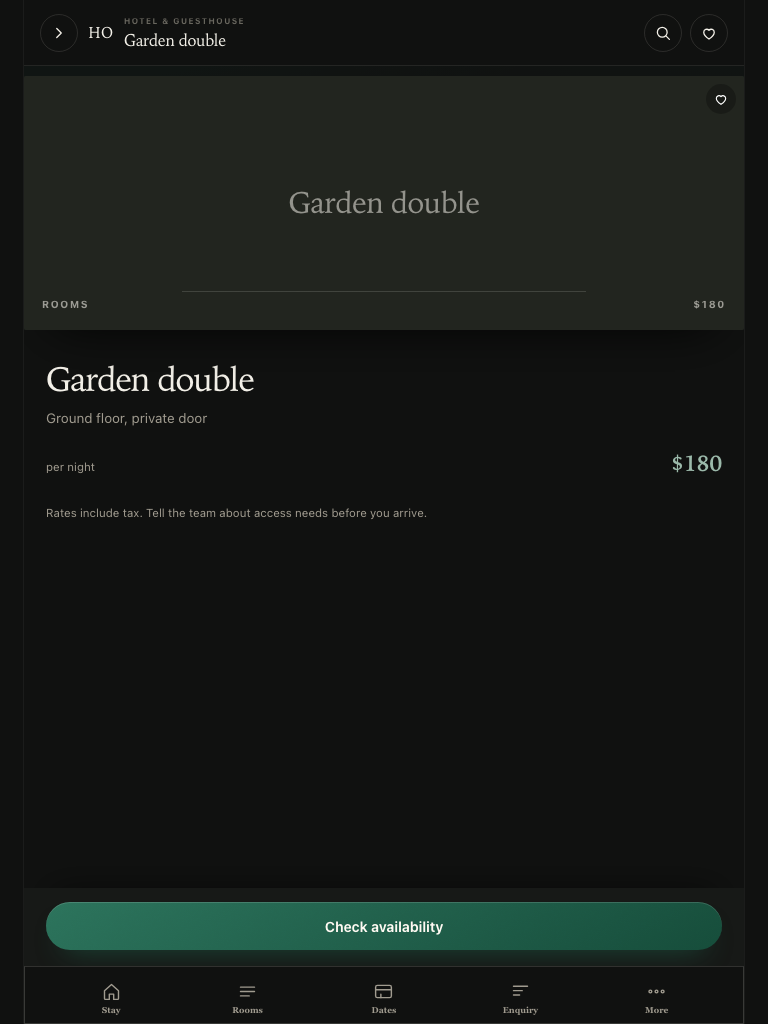 HO
HOTEL & GUESTHOUSE
Garden double
Garden double
ROOMS
$180
Garden double
Ground floor, private door
per night
$180
Rates include tax. Tell the team about access needs before you arrive.
Check availability
Stay
Rooms
Dates
Enquiry
More